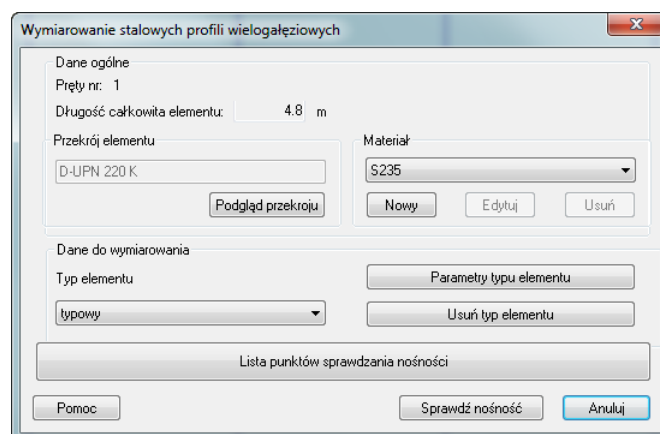 Wymiarowanie stalowych profili wielogałęziowych
Dane ogólne
Pręty nr: 1
Długość całkowita elementu: 4.8 m
Przekrój elementu
D-UPN 220 K
Podgląd przekroju
Materiał
S235
Nowy Edytuj Usuń
Dane do wymiarowania
Typ elementu
typowy
Parametry typu elementu
Usuń typ elementu
Lista punktów sprawdzania nośności
Pomoc Sprawdź nośność Anuluj